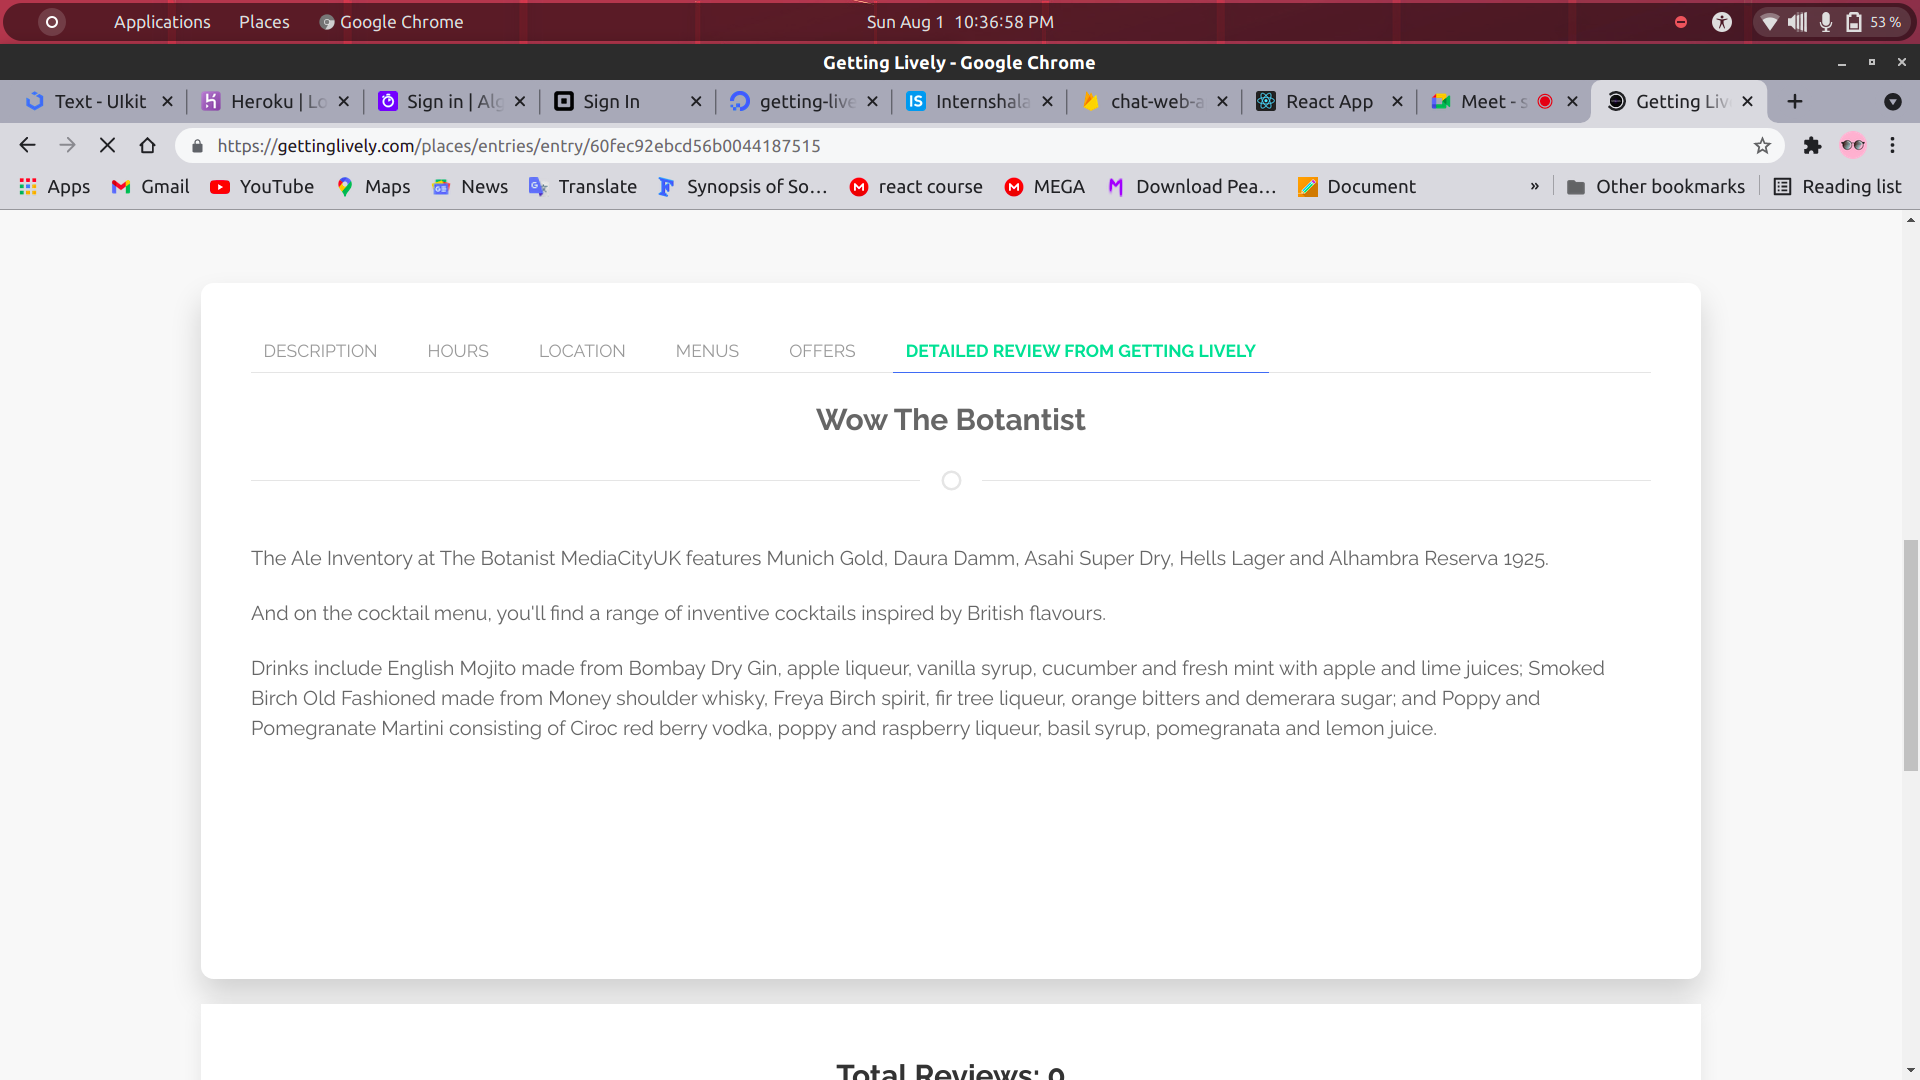 Applications Places Google Chrome Sun Aug 1 10:36:58 PM 53 %
Getting Lively - Google Chrome
Text - UIkit Heroku | Lo Sign in | Alg Sign In getting-live Internshala chat-web-a React App Meet - s Getting Liv
https://gettinglively.com/places/entries/entry/60fec92ebcd56b0044187515
Apps Gmail YouTube Maps News Translate Synopsis of So... react course MEGA Download Pea... Document » Other bookmarks Reading list
DESCRIPTION HOURS LOCATION MENUS OFFERS DETAILED REVIEW FROM GETTING LIVELY
Wow The Botantist
The Ale Inventory at The Botanist MediaCityUK features Munich Gold, Daura Damm, Asahi Super Dry, Hells Lager and Alhambra Reserva 1925.
And on the cocktail menu, you'll find a range of inventive cocktails inspired by British flavours.
Drinks include English Mojito made from Bombay Dry Gin, apple liqueur, vanilla syrup, cucumber and fresh mint with apple and lime juices; Smoked
Birch Old Fashioned made from Money shoulder whisky, Freya Birch spirit, fir tree liqueur, orange bitters and demerara sugar; and Poppy and
Pomegranate Martini consisting of Ciroc red berry vodka, poppy and raspberry liqueur, basil syrup, pomegranata and lemon juice.
Total Reviews: 0